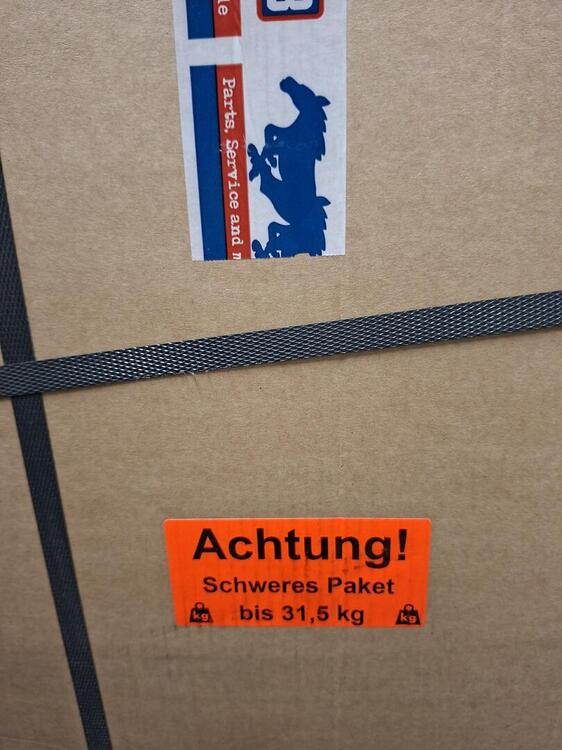 Parts, Service and
Achtung!
Schweres Paket
bis 31,5 kg
kg
kg